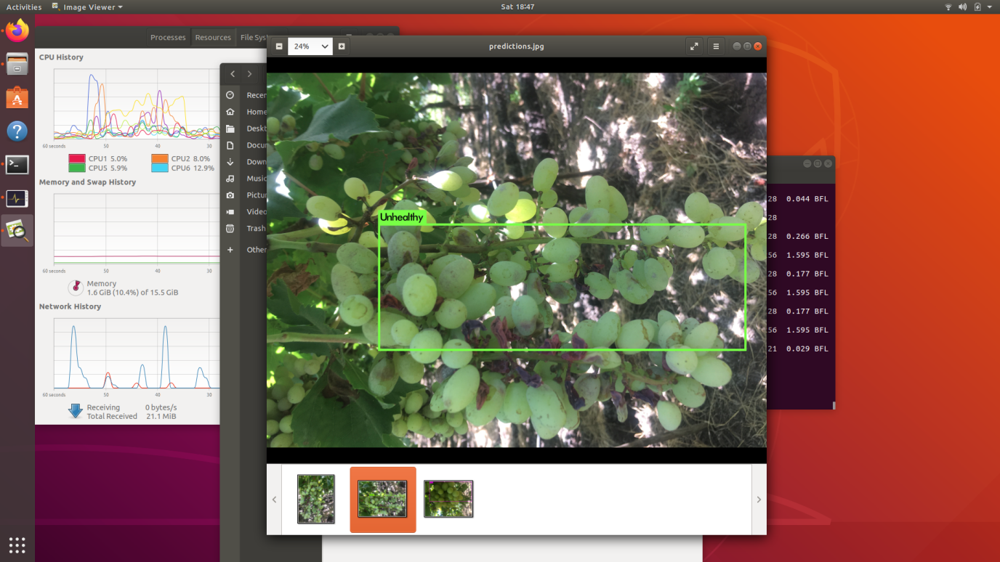 Activities
Image Viewer
Sat 18:47
Processes
Resources
File Sys
CPU History
60 seconds
50
40
30
CPU1 5.0%
CPU2 8.0%
CPU5 5.9%
CPU6 12.9%
Memory and Swap History
60 seconds
50
40
30
Memory
1.6 GiB (10.4%) of 15.5 GiB
Network History
60 seconds
50
40
30
Receiving
0 bytes/s
Total Received
21.1 MiB
Recen
Home
Deskt
Docum
Down
Music
Pictur
Video
Trash
Other
24%
predictions.jpg
Unhealthy
28 0.044 BFL
28
28 0.266 BFL
56 1.595 BFL
28 0.177 BFL
56 1.595 BFL
28 0.177 BFL
56 1.595 BFL
21 0.029 BFL